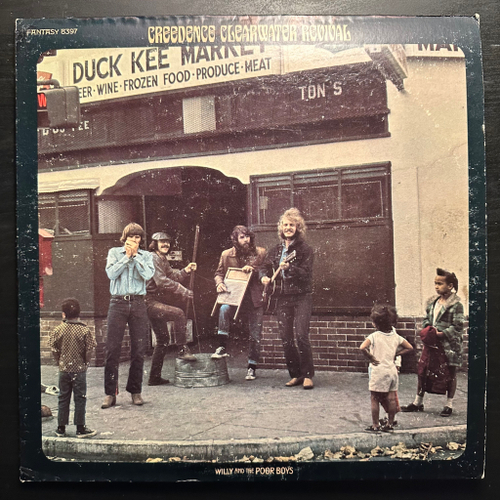 FANTASY 8397
CREEDENCE CLEARWATER REVIVAL
DUCK KEE MARKET
BEER·WINE·FROZEN FOOD·PRODUCE·MEAT
MAR
TON'S
WILLY AND THE POOR BOYS